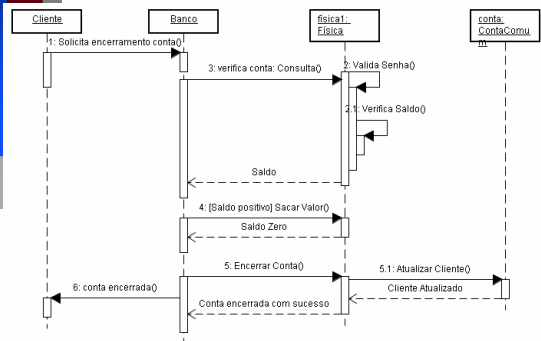 Cliente
Banco
física1:
Física
conta:
ContaComu
m
1: Solicita encerramento conta()
3: verifica conta: Consulta()
2: Valida Senha()
2.1: Verifica Saldo()
Saldo
4: [Saldo positivo] Sacar Valor()
Saldo Zero
5: Encerrar Conta()
5.1: Atualizar Cliente()
6: conta encerrada()
Cliente Atualizado
Conta encerrada com sucesso